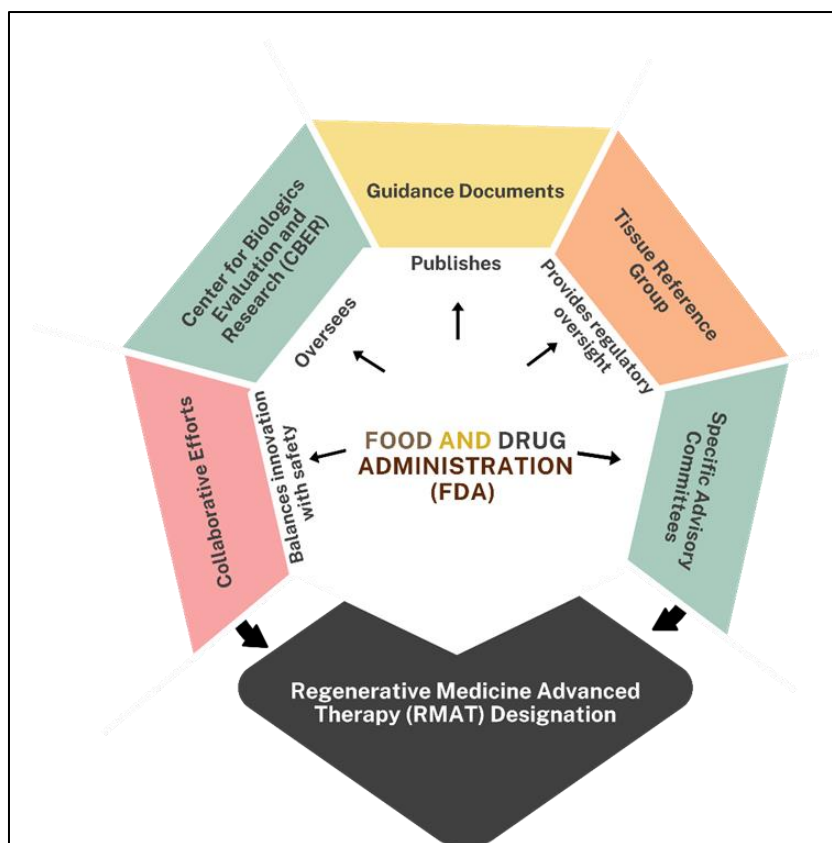 Guidance Documents
Publishes
Center for Biologics
Evaluation and
Research (CBER)
Oversees
Tissue Reference
Group
Provides regulatory
oversight
Collaborative Efforts
Balances innovation
with safety
FOOD AND DRUG
ADMINISTRATION
(FDA)
Specific Advisory
Committees
Regenerative Medicine Advanced
Therapy (RMAT) Designation